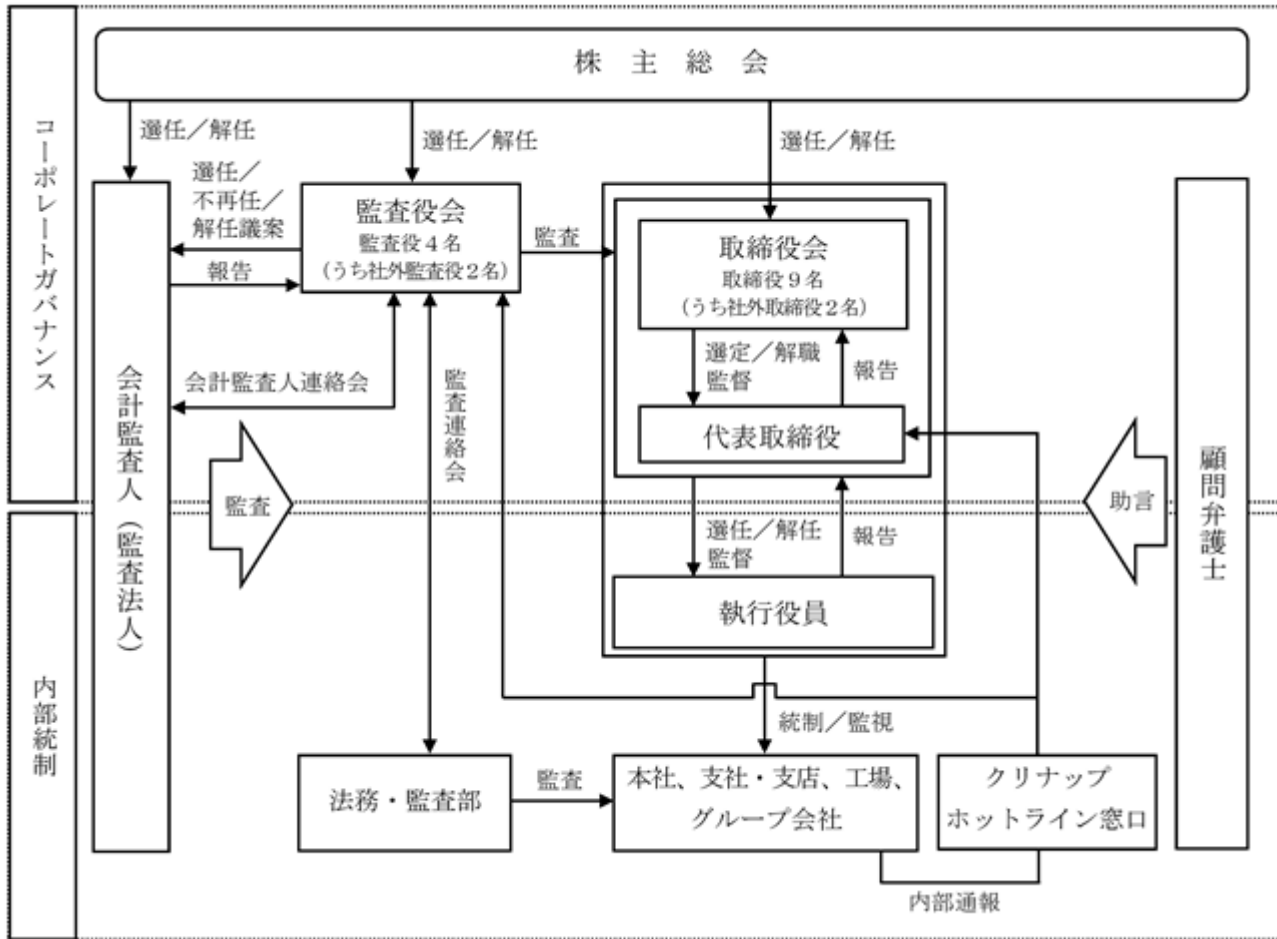 株主総会
コーポレートガバナンス
選任／解任
選任／解任
選任／解任
選任／
不再任／
解任議案
報告
監査役会
監査役４名
（うち社外監査役２名）
監査
取締役会
取締役９名
（うち社外取締役２名）
選定／解職
監督
報告
会計監査人連絡会
監査連絡会
代表取締役
会計監査人（監査法人）
監査
助言
顧問弁護士
選任／解任
監督
報告
執行役員
内部統制
統制／監視
法務・監査部
監査
本社、支社・支店、工場、
グループ会社
クリナップ
ホットライン窓口
内部通報